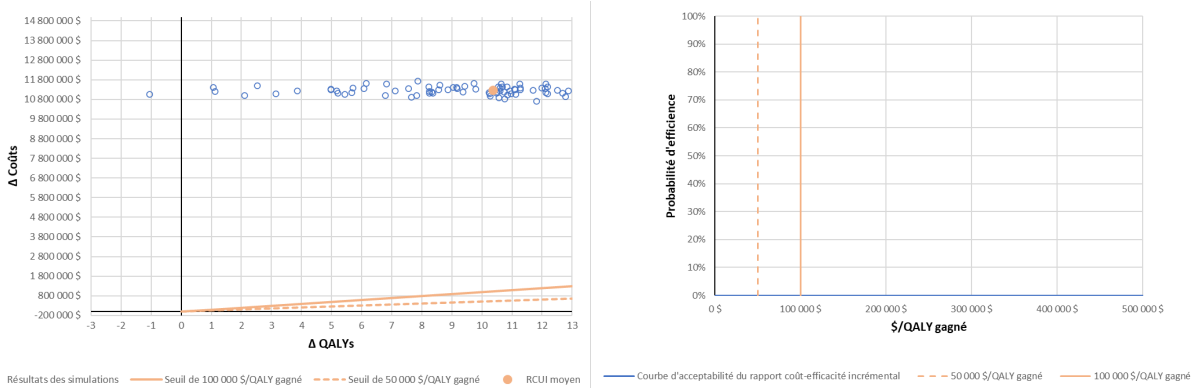 14 800 000 $
13 800 000 $
12 800 000 $
11 800 000 $
10 800 000 $
9 800 000 $
8 800 000 $
7 800 000 $
6 800 000 $
5 800 000 $
4 800 000 $
3 800 000 $
2 800 000 $
1 800 000 $
800 000 $
-200 000 $
Δ Coûts
-3 -2 -1 0 1 2 3 4 5 6 7 8 9 10 11 12 13
Δ QALYs
Résultats des simulations Seuil de 100 000 $/QALY gagné Seuil de 50 000 $/QALY gagné RCUI moyen
100%
90%
80%
70%
60%
50%
40%
30%
20%
10%
0%
Probabilité d'efficience
0 $ 100 000 $ 200 000 $ 300 000 $ 400 000 $ 500 000 $
$/QALY gagné
Courbe d'acceptabilité du rapport coût-efficacité incrémental 50 000 $/QALY gagné 100 000 $/QALY gagné